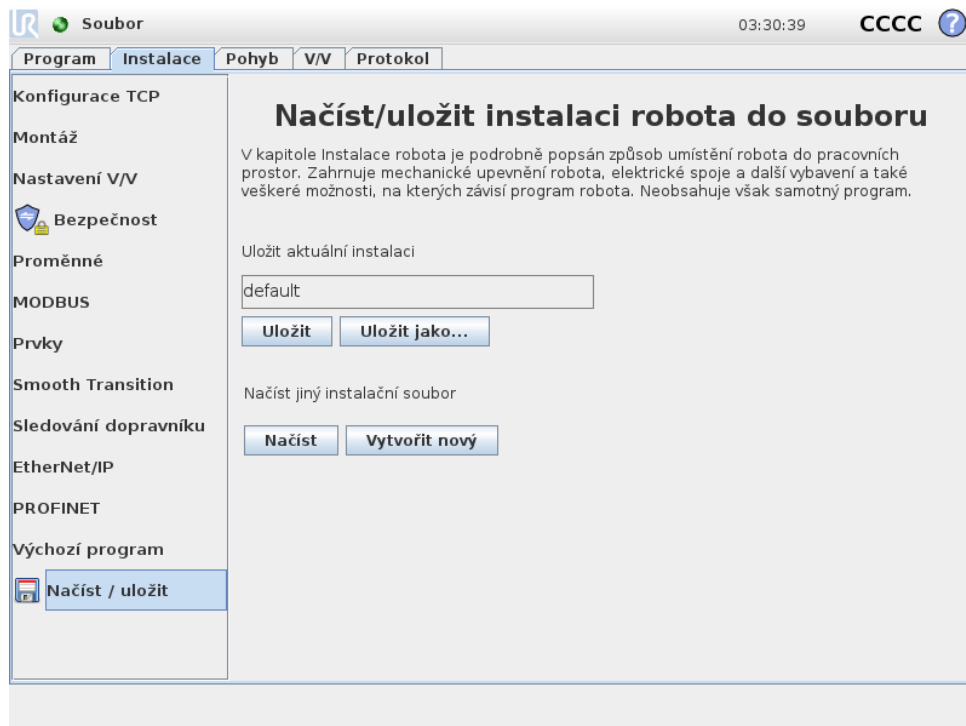 UR Soubor 03:30:39 CCCC ?
Program Instalace Pohyb V/V Protokol
Konfigurace TCP
Montáž
Nastavení V/V
Bezpečnost
Proměnné
MODBUS
Prvky
Smooth Transition
Sledování dopravníku
EtherNet/IP
PROFINET
Výchozí program
Načíst / uložit
Načíst/uložit instalaci robota do souboru
V kapitole Instalace robota je podrobně popsán způsob umístění robota do pracovních
prostor. Zahrnuje mechanické upevnění robota, elektrické spoje a další vybavení a také
veškeré možnosti, na kterých závisí program robota. Neobsahuje však samotný program.
Uložit aktuální instalaci
default
Uložit Uložit jako...
Načíst jiný instalační soubor
Načíst Vytvořit nový